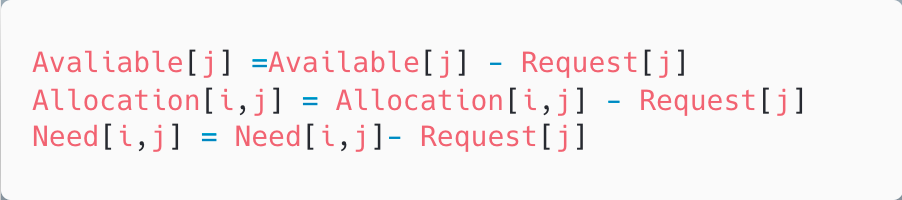 Avaliable[j] =Available[j] - Request[j]
Allocation[i,j] = Allocation[i,j] - Request[j]
Need[i,j] = Need[i,j]- Request[j]